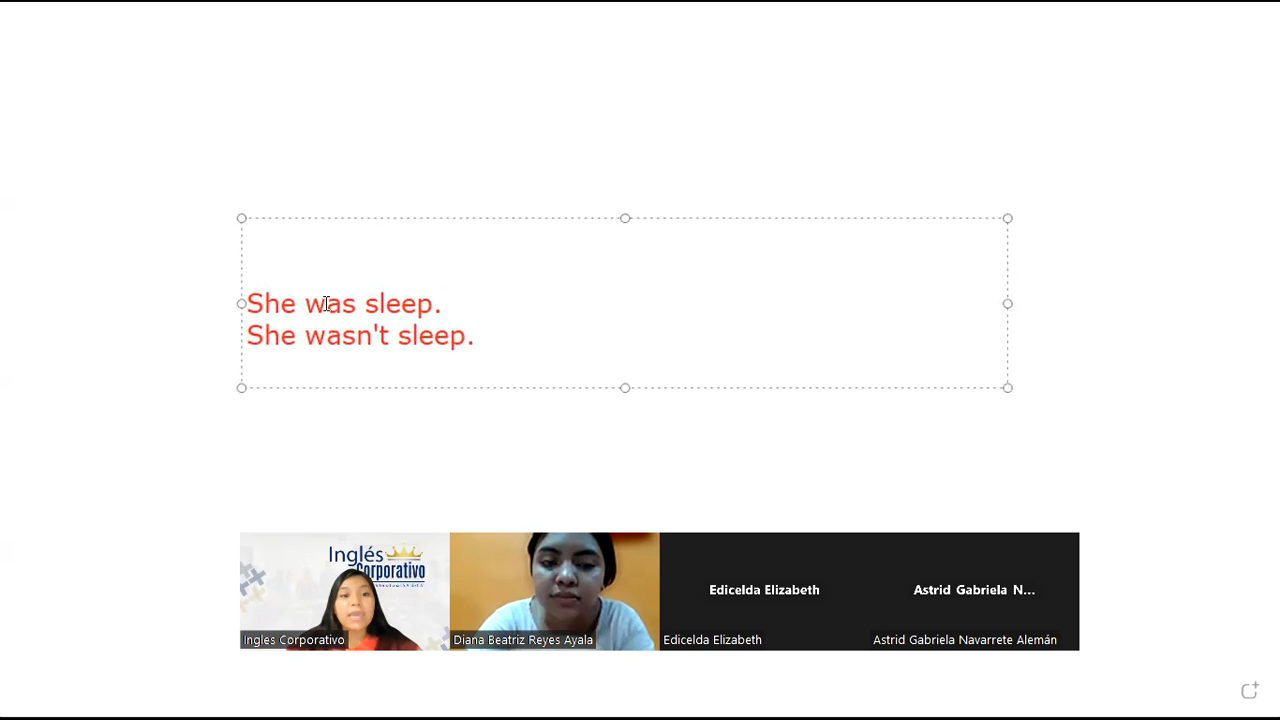 She was sleep.
She wasn't sleep.
Inglés
Corporativo
Ingles Corporativo
Diana Beatriz Reyes Ayala
Edicelda Elizabeth
Edicelda Elizabeth
Astrid Gabriela N...
Astrid Gabriela Navarrete Alemán